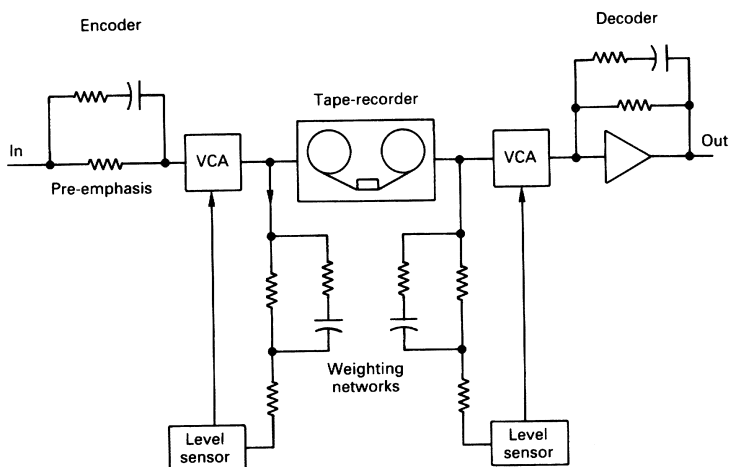 Encoder
Decoder
Tape-recorder
In
VCA
VCA
Out
Pre-emphasis
Weighting
networks
Level
sensor
Level
sensor